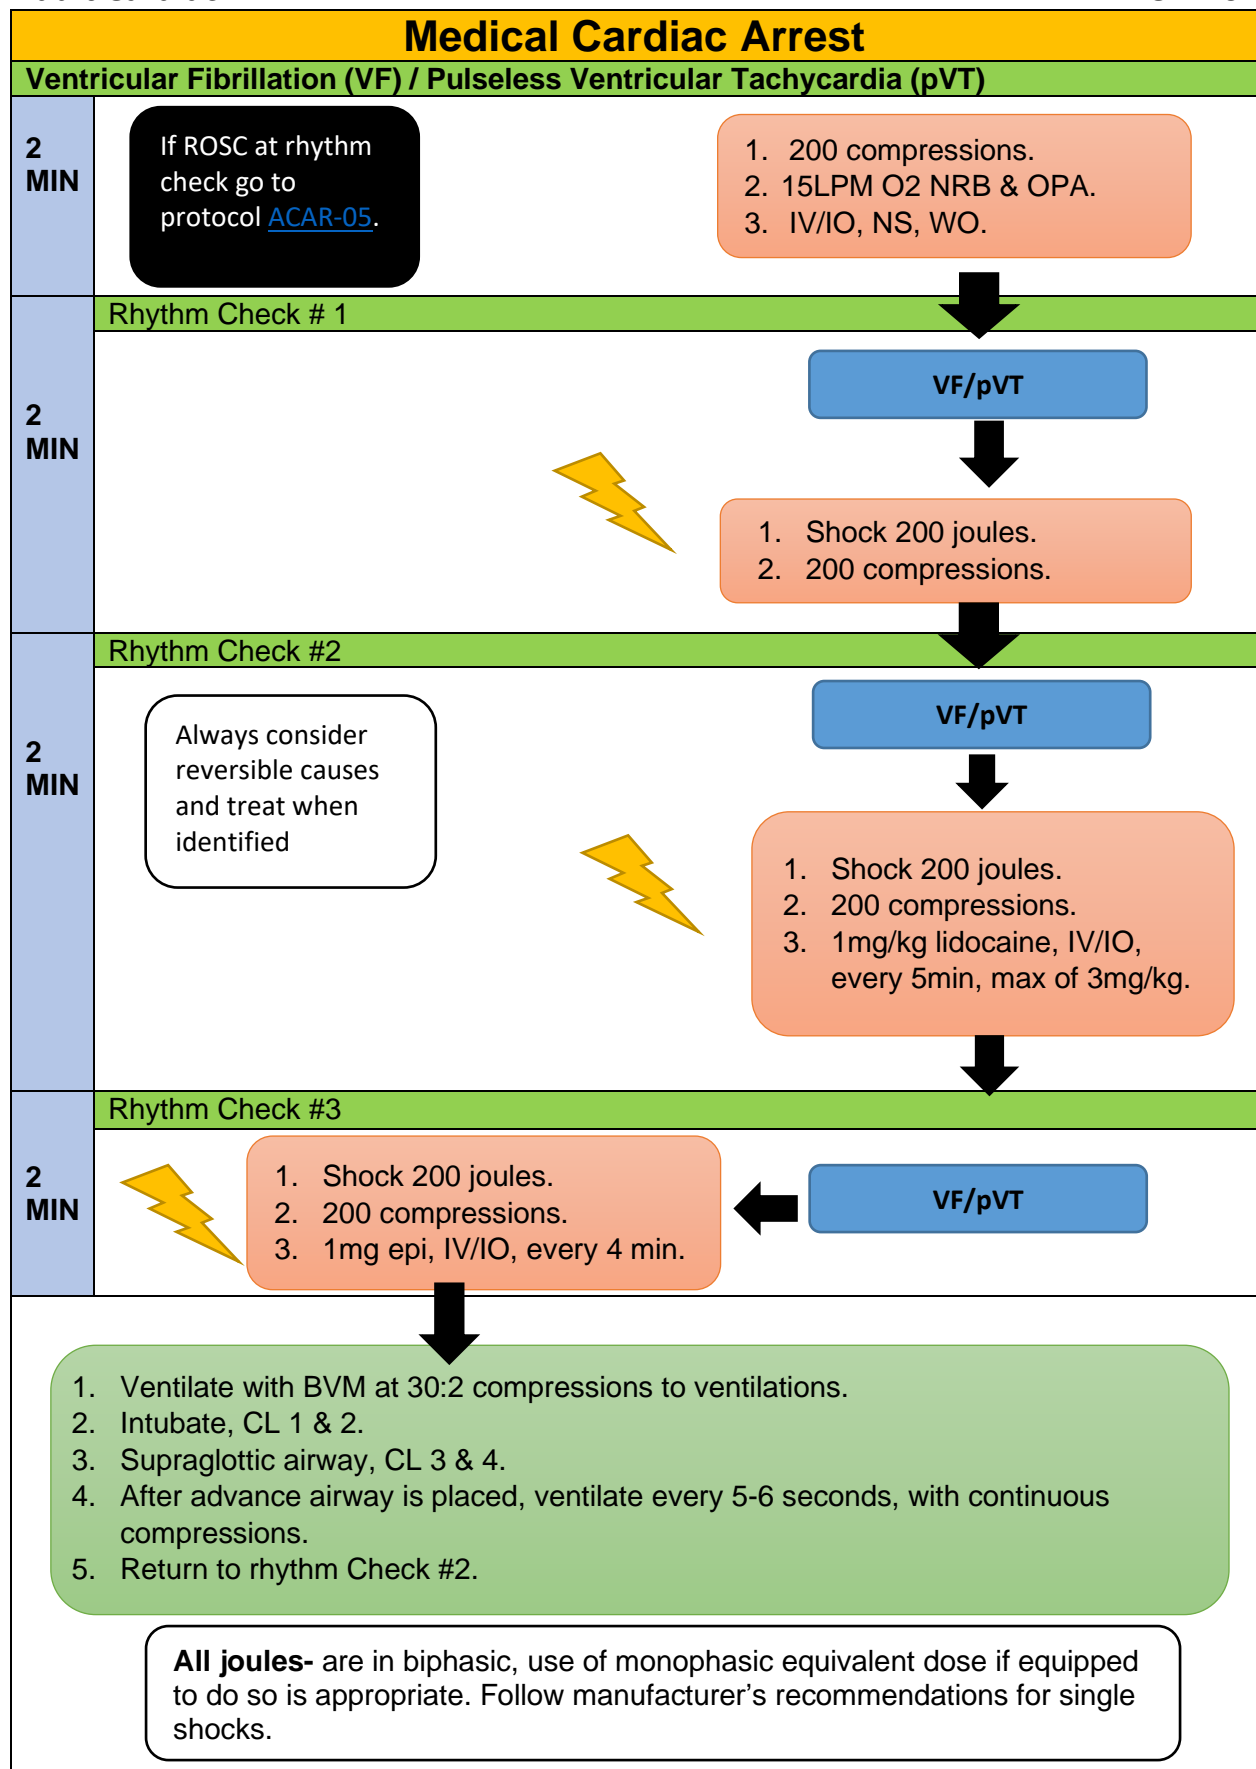 Medical Cardiac Arrest
Ventricular Fibrillation (VF) / Pulseless Ventricular Tachycardia (pVT)
2
MIN
If ROSC at rhythm
check go to
protocol ACAR-05.
1. 200 compressions.
2. 15LPM O2 NRB & OPA.
3. IV/IO, NS, WO.
Rhythm Check # 1
2
MIN
VF/pVT
1. Shock 200 joules.
2. 200 compressions.
Rhythm Check #2
2
MIN
Always consider
reversible causes
and treat when
identified
VF/pVT
1. Shock 200 joules.
2. 200 compressions.
3. 1mg/kg lidocaine, IV/IO,
every 5min, max of 3mg/kg.
Rhythm Check #3
2
MIN
1. Shock 200 joules.
2. 200 compressions.
3. 1mg epi, IV/IO, every 4 min.
VF/pVT
1. Ventilate with BVM at 30:2 compressions to ventilations.
2. Intubate, CL 1 & 2.
3. Supraglottic airway, CL 3 & 4.
4. After advance airway is placed, ventilate every 5-6 seconds, with continuous
compressions.
5. Return to rhythm Check #2.
All joules- are in biphasic, use of monophasic equivalent dose if equipped
to do so is appropriate. Follow manufacturer's recommendations for single
shocks.